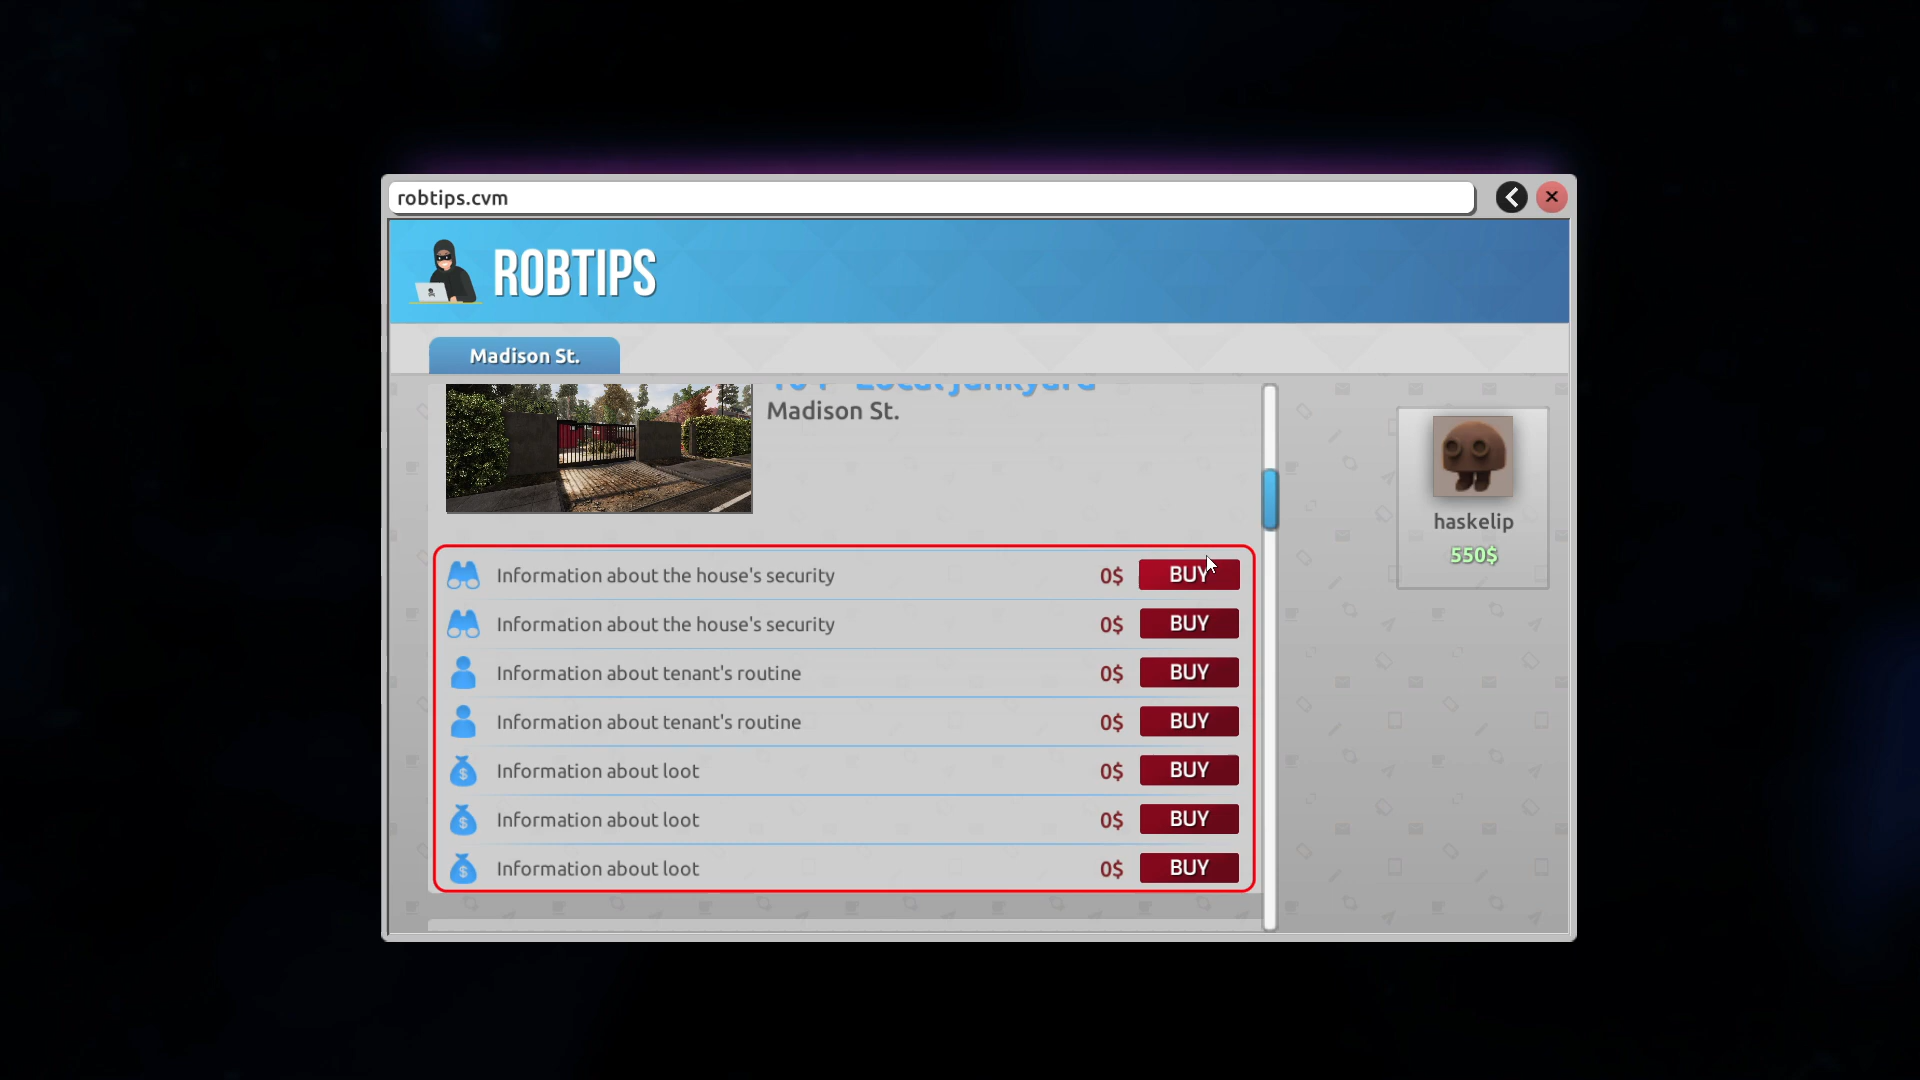 robtips.cvm
ROBTIPS
Madison St.
Local junkyard
Madison St.
haskelip
550$
Information about the house's security 0$ BUY
Information about the house's security 0$ BUY
Information about tenant's routine 0$ BUY
Information about tenant's routine 0$ BUY
Information about loot 0$ BUY
Information about loot 0$ BUY
Information about loot 0$ BUY